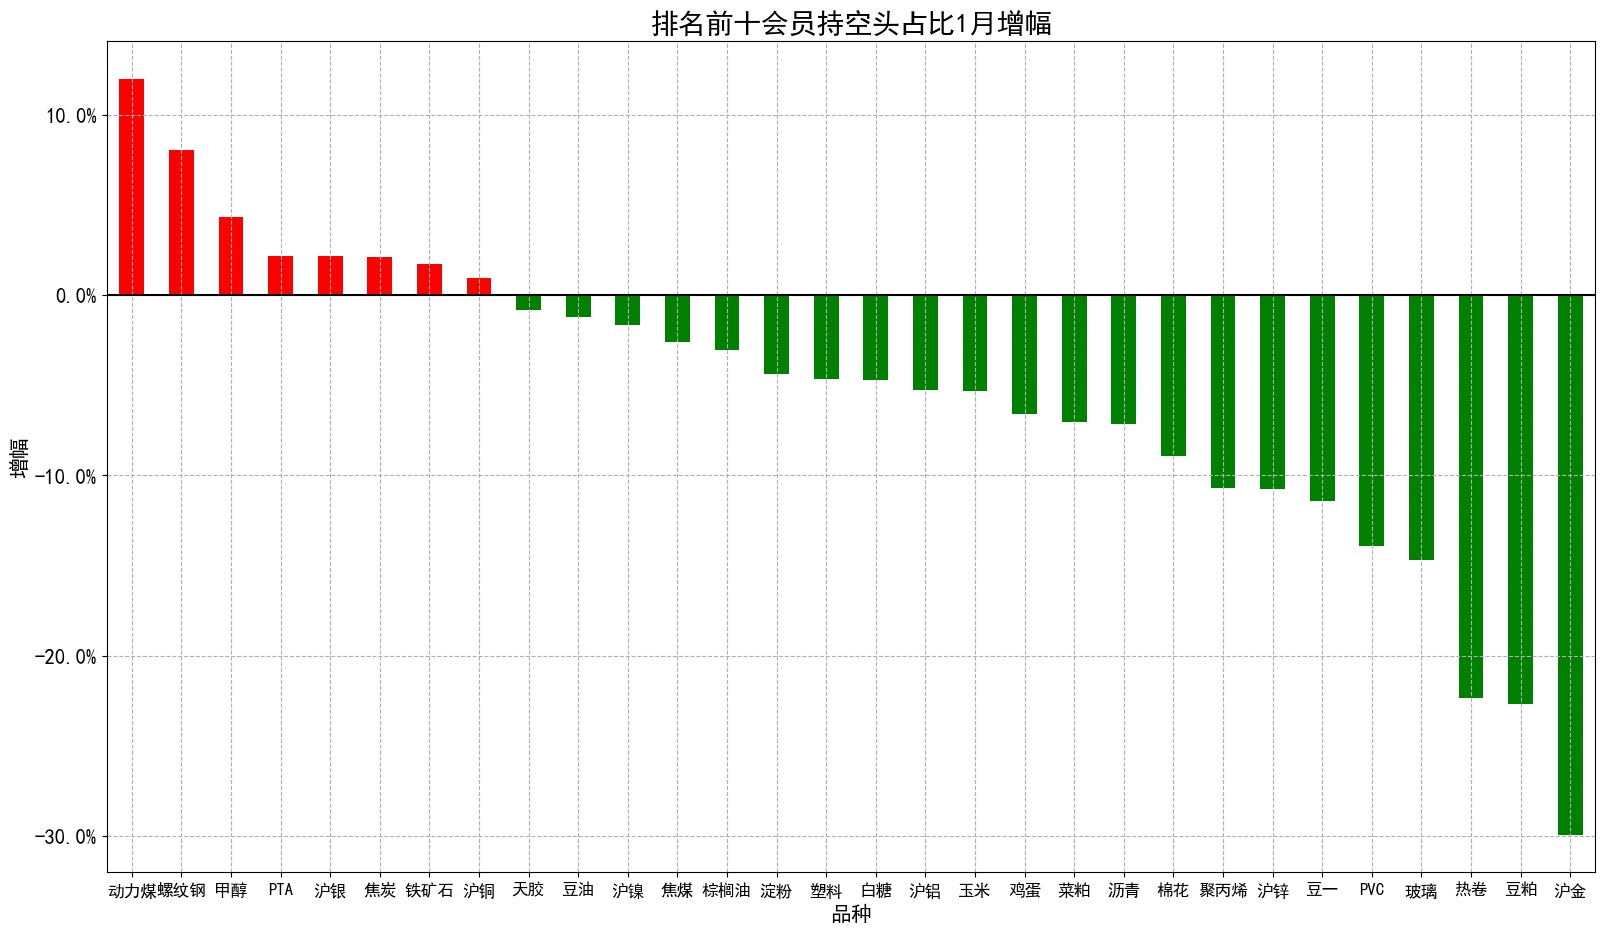 排名前十会员持空头占比1月增幅
10.0%
0.0%
-10.0%
-20.0%
-30.0%
增幅
动力煤 螺纹钢 甲醇 PTA 沪银 焦炭 铁矿石 沪铜 天胶 豆油 沪镍 焦煤 棕榈油 淀粉 塑料 白糖 沪铝 玉米 鸡蛋 菜粕 沥青 棉花 聚丙烯 沪锌 豆一 PVC 玻璃 热卷 豆粕 沪金
品种